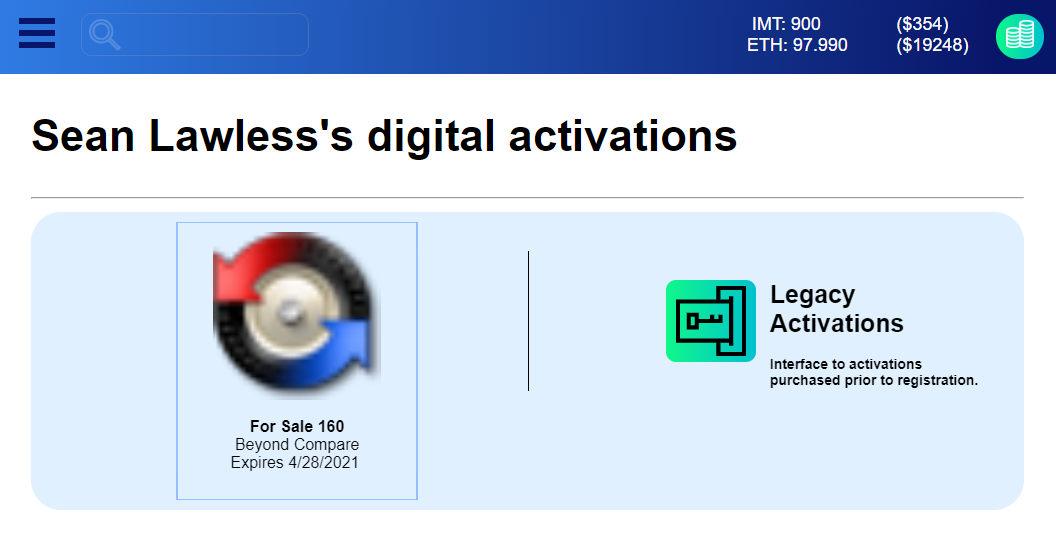 IMT: 900 ($354)
ETH: 97.990 ($19248)
Sean Lawless's digital activations
For Sale 160
Beyond Compare
Expires 4/28/2021
Legacy
Activations
Interface to activations
purchased prior to registration.